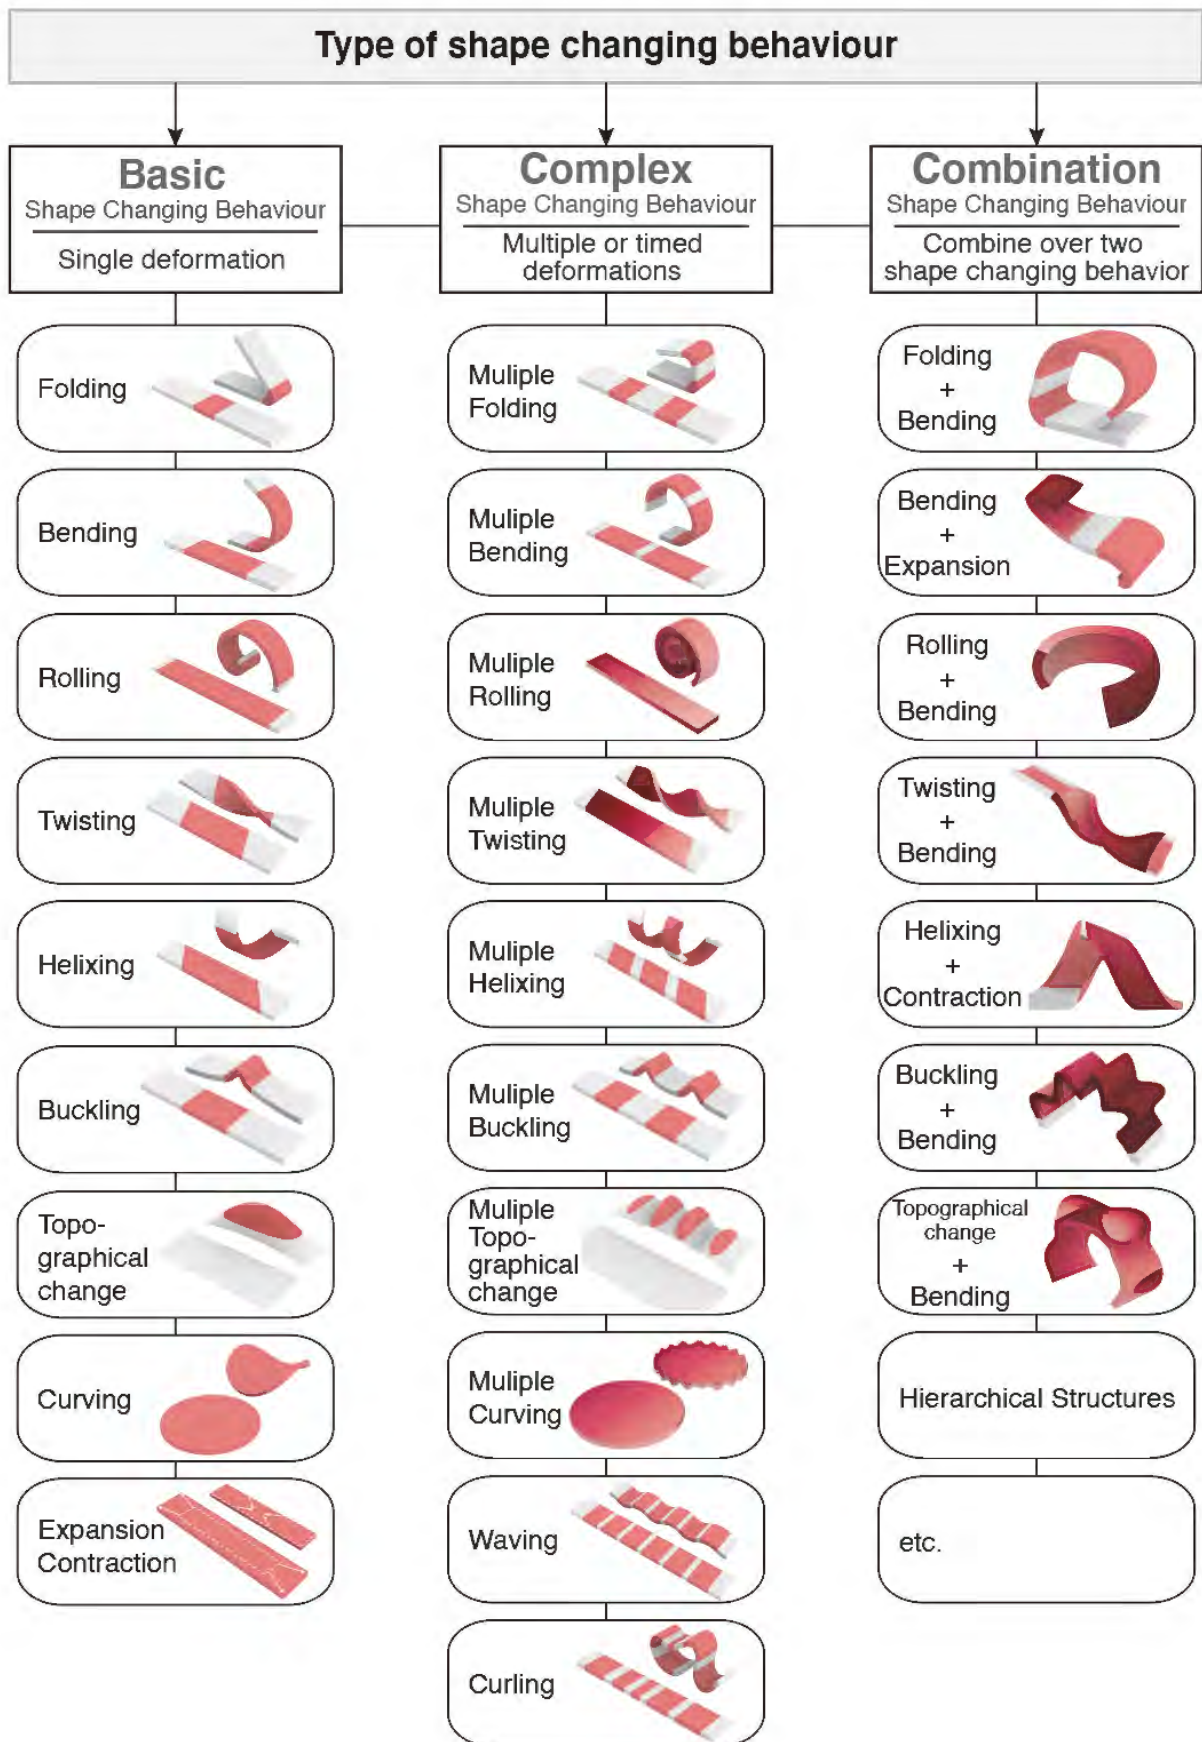 Type of shape changing behaviour
Basic
Shape Changing Behaviour
Single deformation
Folding
Bending
Rolling
Twisting
Helixing
Buckling
Topo-
graphical
change
Curving
Expansion
Contraction
Complex
Shape Changing Behaviour
Multiple or timed
deformations
Muliple
Folding
Muliple
Bending
Muliple
Rolling
Muliple
Twisting
Muliple
Helixing
Muliple
Buckling
Muliple
Topo-
graphical
change
Muliple
Curving
Waving
Curling
Combination
Shape Changing Behaviour
Combine over two
shape changing behavior
Folding
+
Bending
Bending
+
Expansion
Rolling
+
Bending
Twisting
+
Bending
Helixing
+
Contraction
Buckling
+
Bending
Topographical
change
+
Bending
Hierarchical Structures
etc.